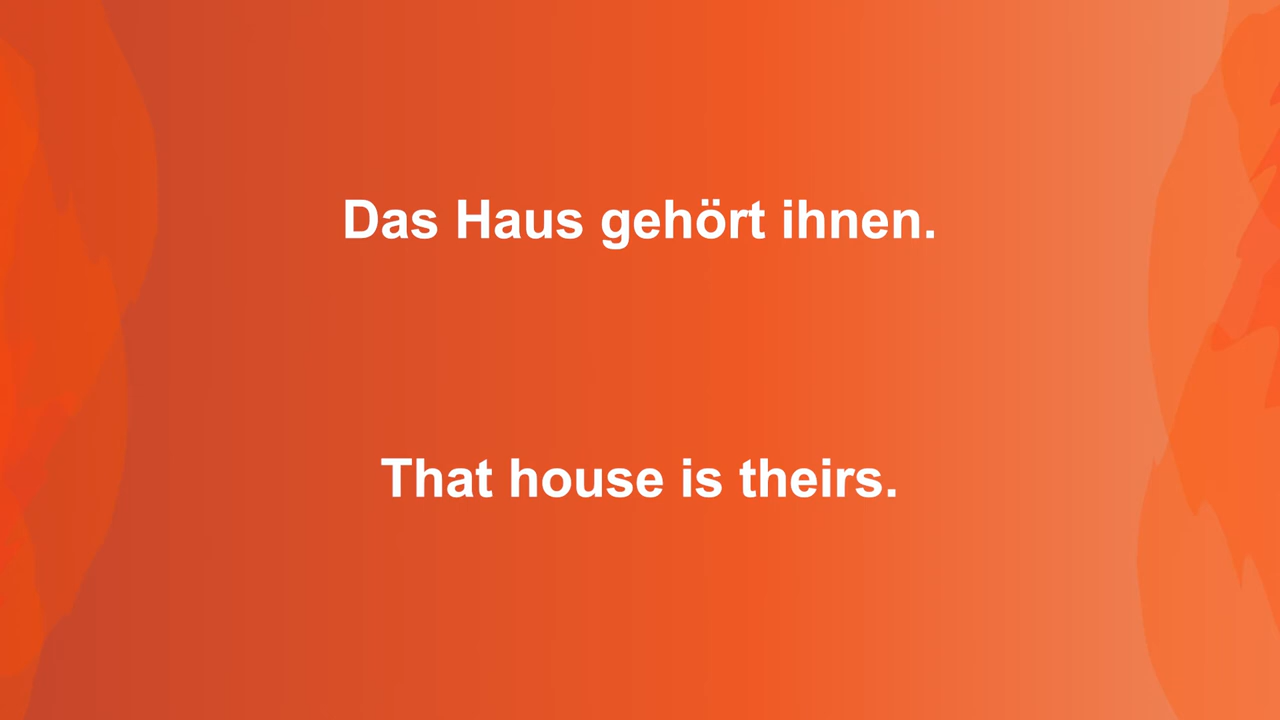 Das Haus gehört ihnen.
That house is theirs.